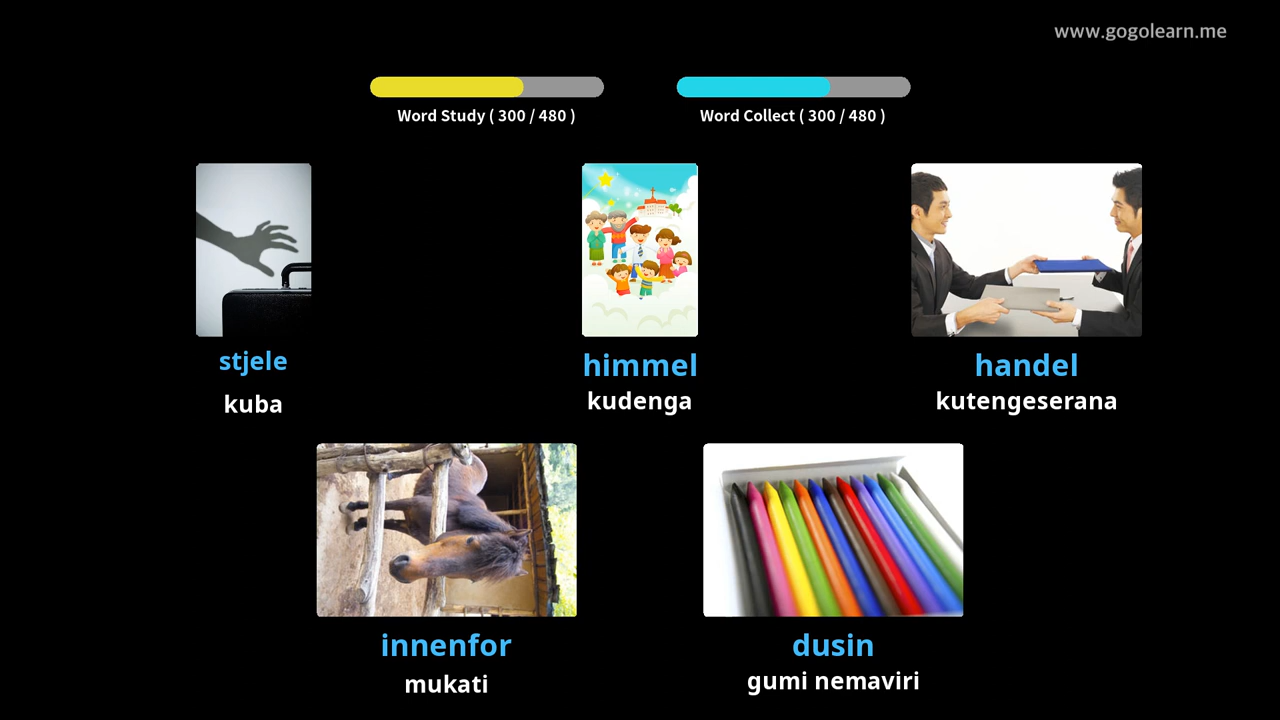 www.gogolearn.me
Word Study ( 300 / 480 )
Word Collect ( 300 / 480 )
stjele
kuba
himmel
kudenga
handel
kutengeserana
innenfor
mukati
dusin
gumi nemaviri